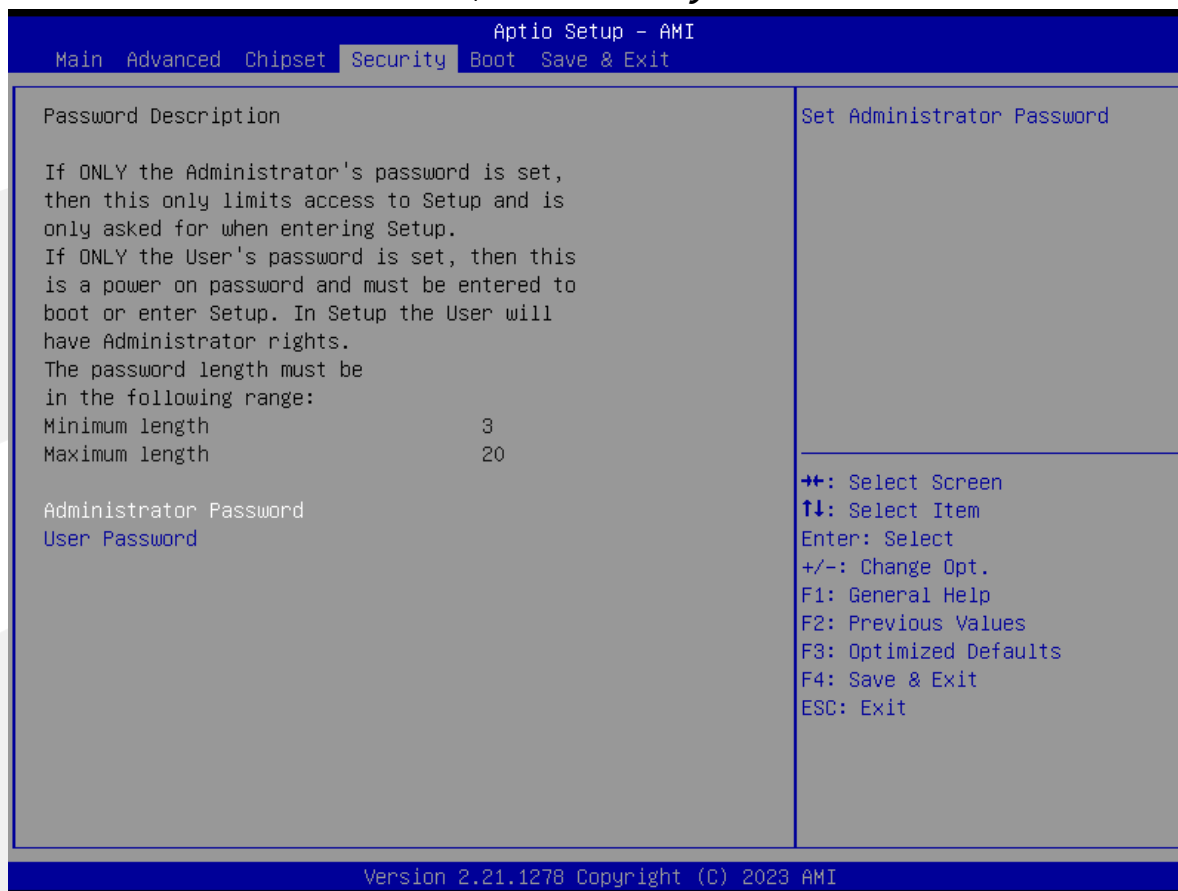 Aptio Setup – AMI
Main Advanced Chipset Security Boot Save & Exit
Password Description
If ONLY the Administrator's password is set,
then this only limits access to Setup and is
only asked for when entering Setup.
If ONLY the User's password is set, then this
is a power on password and must be entered to
boot or enter Setup. In Setup the User will
have Administrator rights.
The password length must be
in the following range:
Minimum length 3
Maximum length 20
Administrator Password
User Password
Set Administrator Password
→←: Select Screen
↑↓: Select Item
Enter: Select
+/-: Change Opt.
F1: General Help
F2: Previous Values
F3: Optimized Defaults
F4: Save & Exit
ESC: Exit
Version 2.21.1278 Copyright (C) 2023 AMI